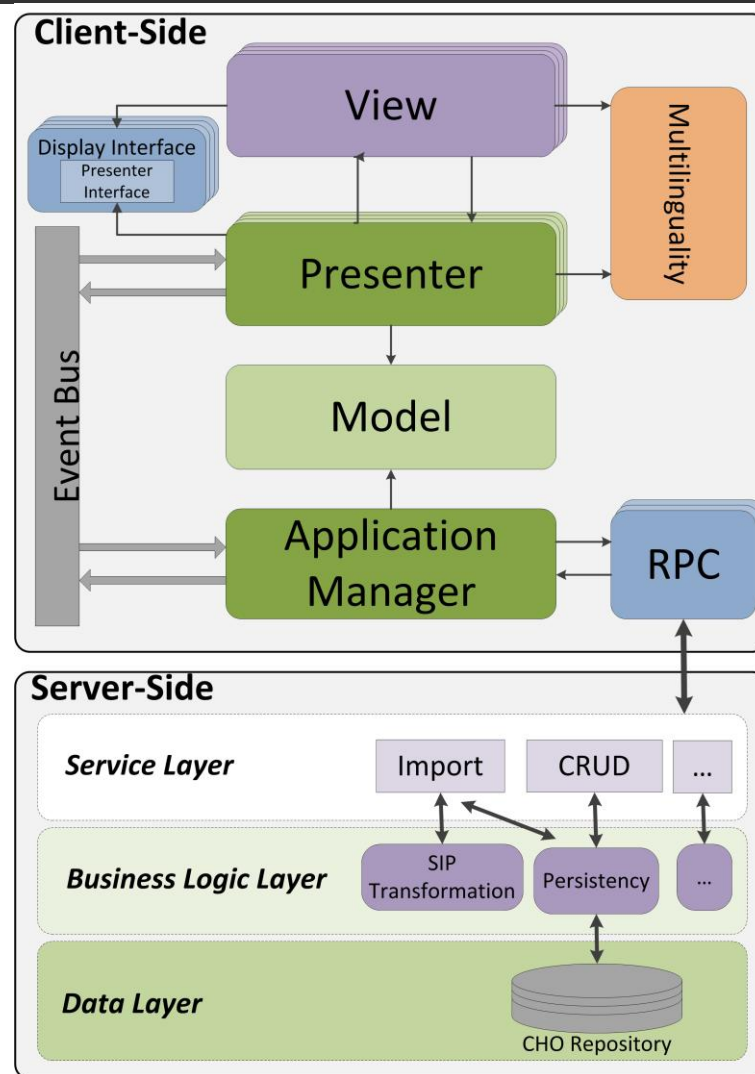 Client-Side
View
Multilinguality
Display Interface
Presenter
Interface
Presenter
Event Bus
Model
Application
Manager
RPC
Server-Side
Service Layer
Import
CRUD
...
Business Logic Layer
SIP
Transformation
Persistency
...
Data Layer
CHO Repository